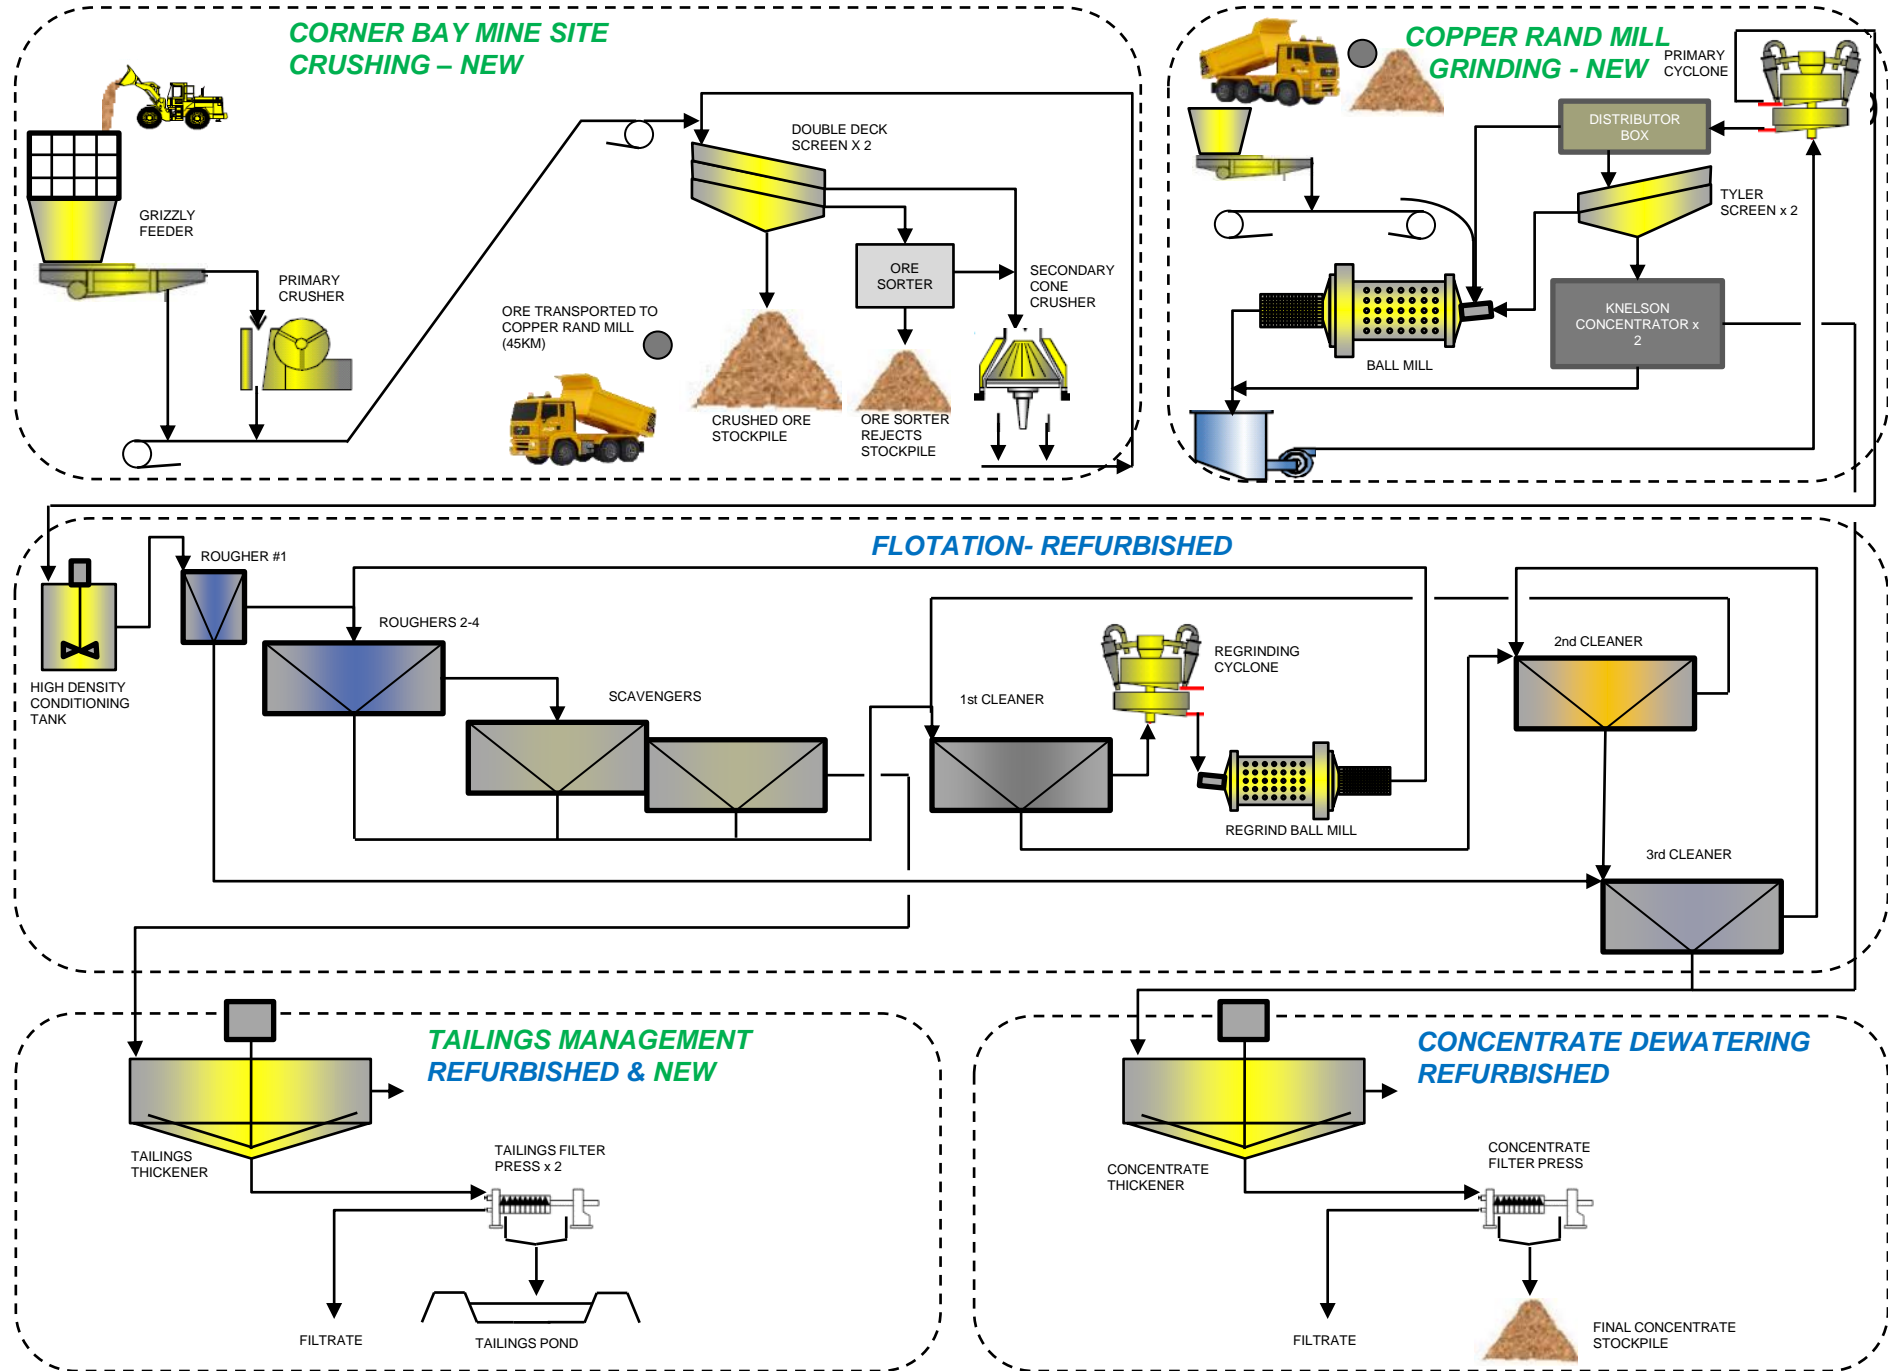 CORNER BAY MINE SITE
CRUSHING – NEW
GRIZZLY
FEEDER
PRIMARY
CRUSHER
DOUBLE DECK
SCREEN X 2
ORE
SORTER
SECONDARY
CONE
CRUSHER
ORE TRANSPORTED TO
COPPER RAND MILL
(45KM)
CRUSHED ORE
STOCKPILE
ORE SORTER
REJECTS
STOCKPILE
COPPER RAND MILL
GRINDING - NEW
PRIMARY
CYCLONE
DISTRIBUTOR
BOX
TYLER
SCREEN x 2
KNELSON
CONCENTRATOR x
2
BALL MILL
FLOTATION- REFURBISHED
ROUGHER #1
ROUGHERS 2-4
HIGH DENSITY
CONDITIONING
TANK
SCAVENGERS
1st CLEANER
REGRINDING
CYCLONE
REGRIND BALL MILL
2nd CLEANER
3rd CLEANER
TAILINGS MANAGEMENT
REFURBISHED & NEW
TAILINGS
THICKENER
TAILINGS FILTER
PRESS x 2
FILTRATE
TAILINGS POND
CONCENTRATE DEWATERING
REFURBISHED
CONCENTRATE
THICKENER
CONCENTRATE
FILTER PRESS
FILTRATE
FINAL CONCENTRATE
STOCKPILE